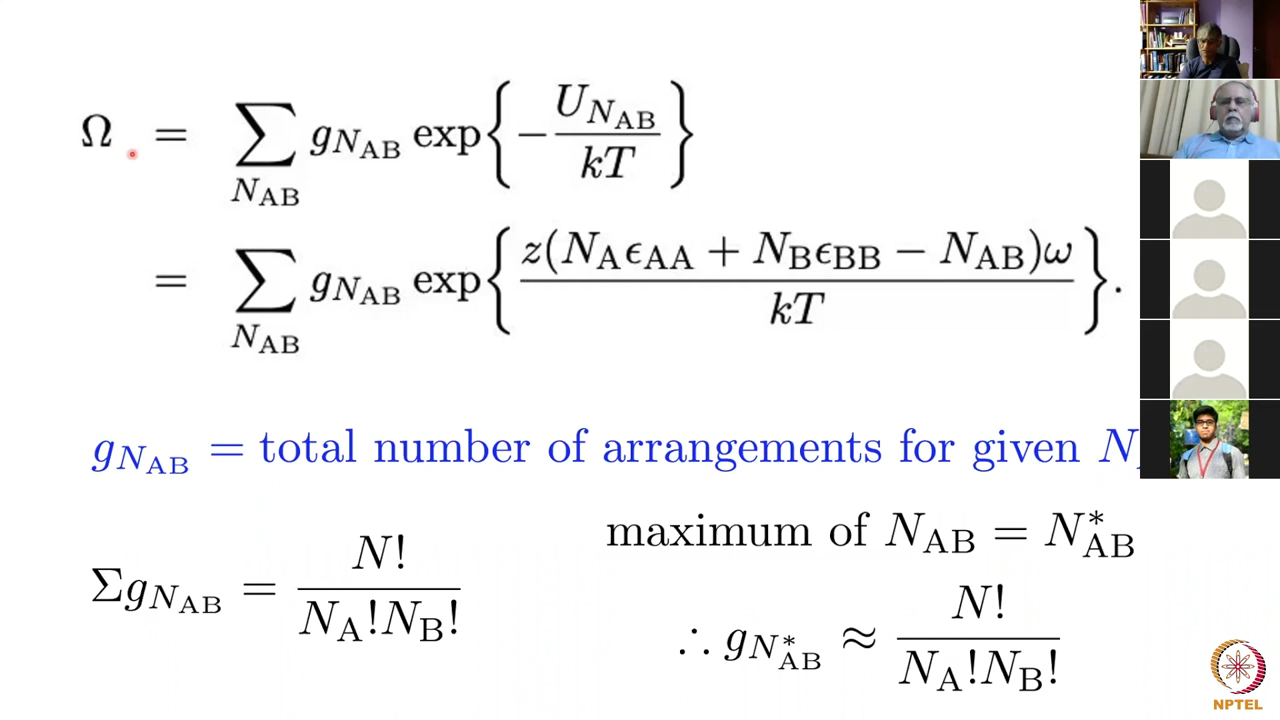 Ω = ∑_{N_AB} g_{N_AB} exp{ − U_{N_AB} / kT }
= ∑_{N_AB} g_{N_AB} exp{ z(N_A ϵ_AA + N_B ϵ_BB − N_AB)ω / kT }.
g_{N_AB} = total number of arrangements for given N
maximum of N_AB = N*_AB
Σg_{N_AB} = N! / N_A!N_B!
∴ g_{N*_AB} ≈ N! / N_A!N_B!
NPTEL